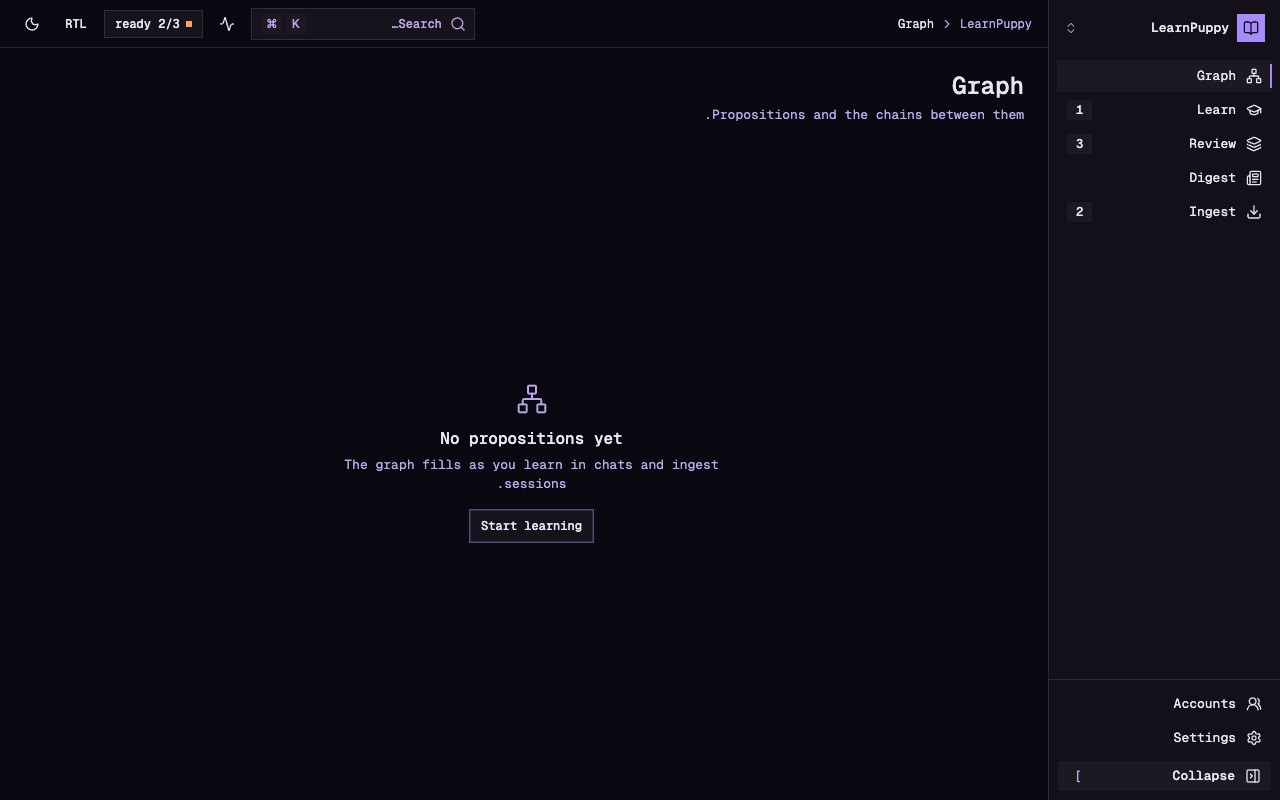 RTL
ready 2/3
⌘ K
…Search
Graph > LearnPuppy
LearnPuppy
Graph
Learn 1
Review 3
Digest
Ingest 2
Graph
.Propositions and the chains between them
No propositions yet
The graph fills as you learn in chats and ingest
.sessions
Start learning
Accounts
Settings
Collapse [